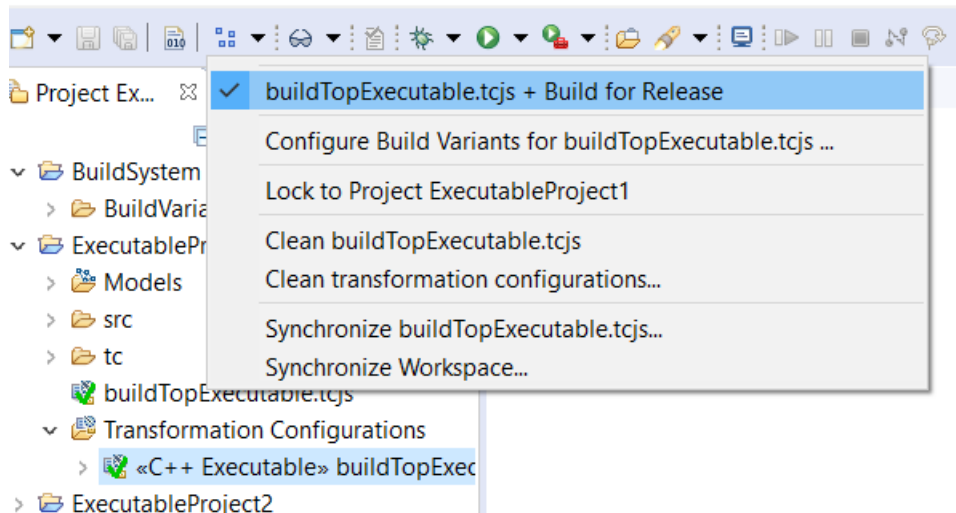 010
Project Ex...
buildTopExecutable.tcjs + Build for Release
Configure Build Variants for buildTopExecutable.tcjs ...
Lock to Project ExecutableProject1
Clean buildTopExecutable.tcjs
Clean transformation configurations...
Synchronize buildTopExecutable.tcjs...
Synchronize Workspace...
BuildSystem
BuildVaria
ExecutablePr
Models
src
tc
buildTopExecutable.tcjs
Transformation Configurations
«C++ Executable» buildTopExec
ExecutableProject2